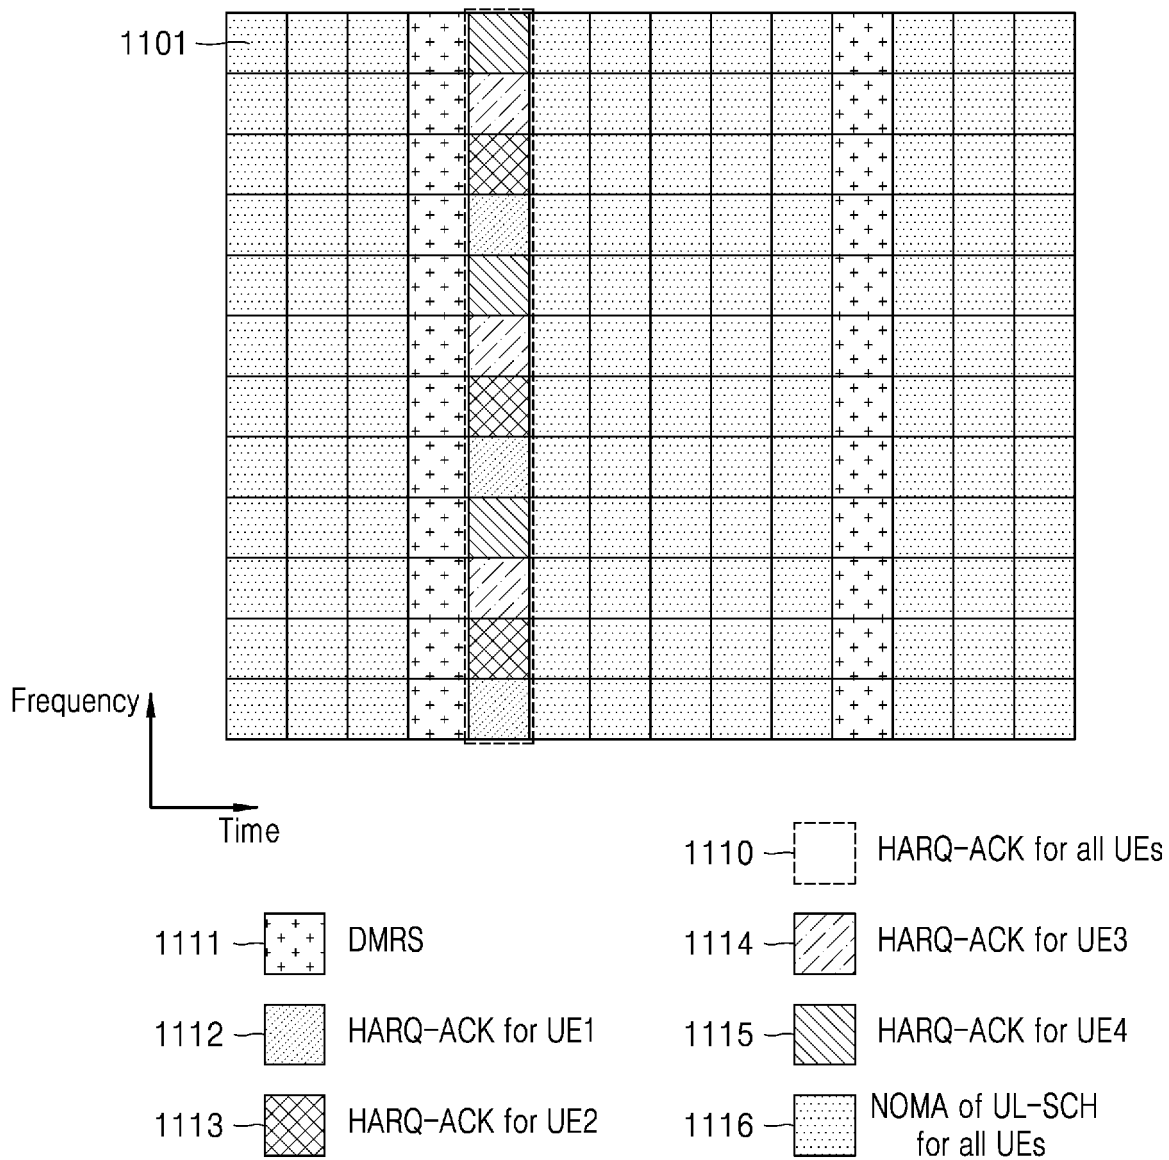 1101
Frequency
Time
1110 HARQ-ACK for all UEs
1111 DMRS
1114 HARQ-ACK for UE3
1112 HARQ-ACK for UE1
1115 HARQ-ACK for UE4
1113 HARQ-ACK for UE2
1116 NOMA of UL-SCH
for all UEs